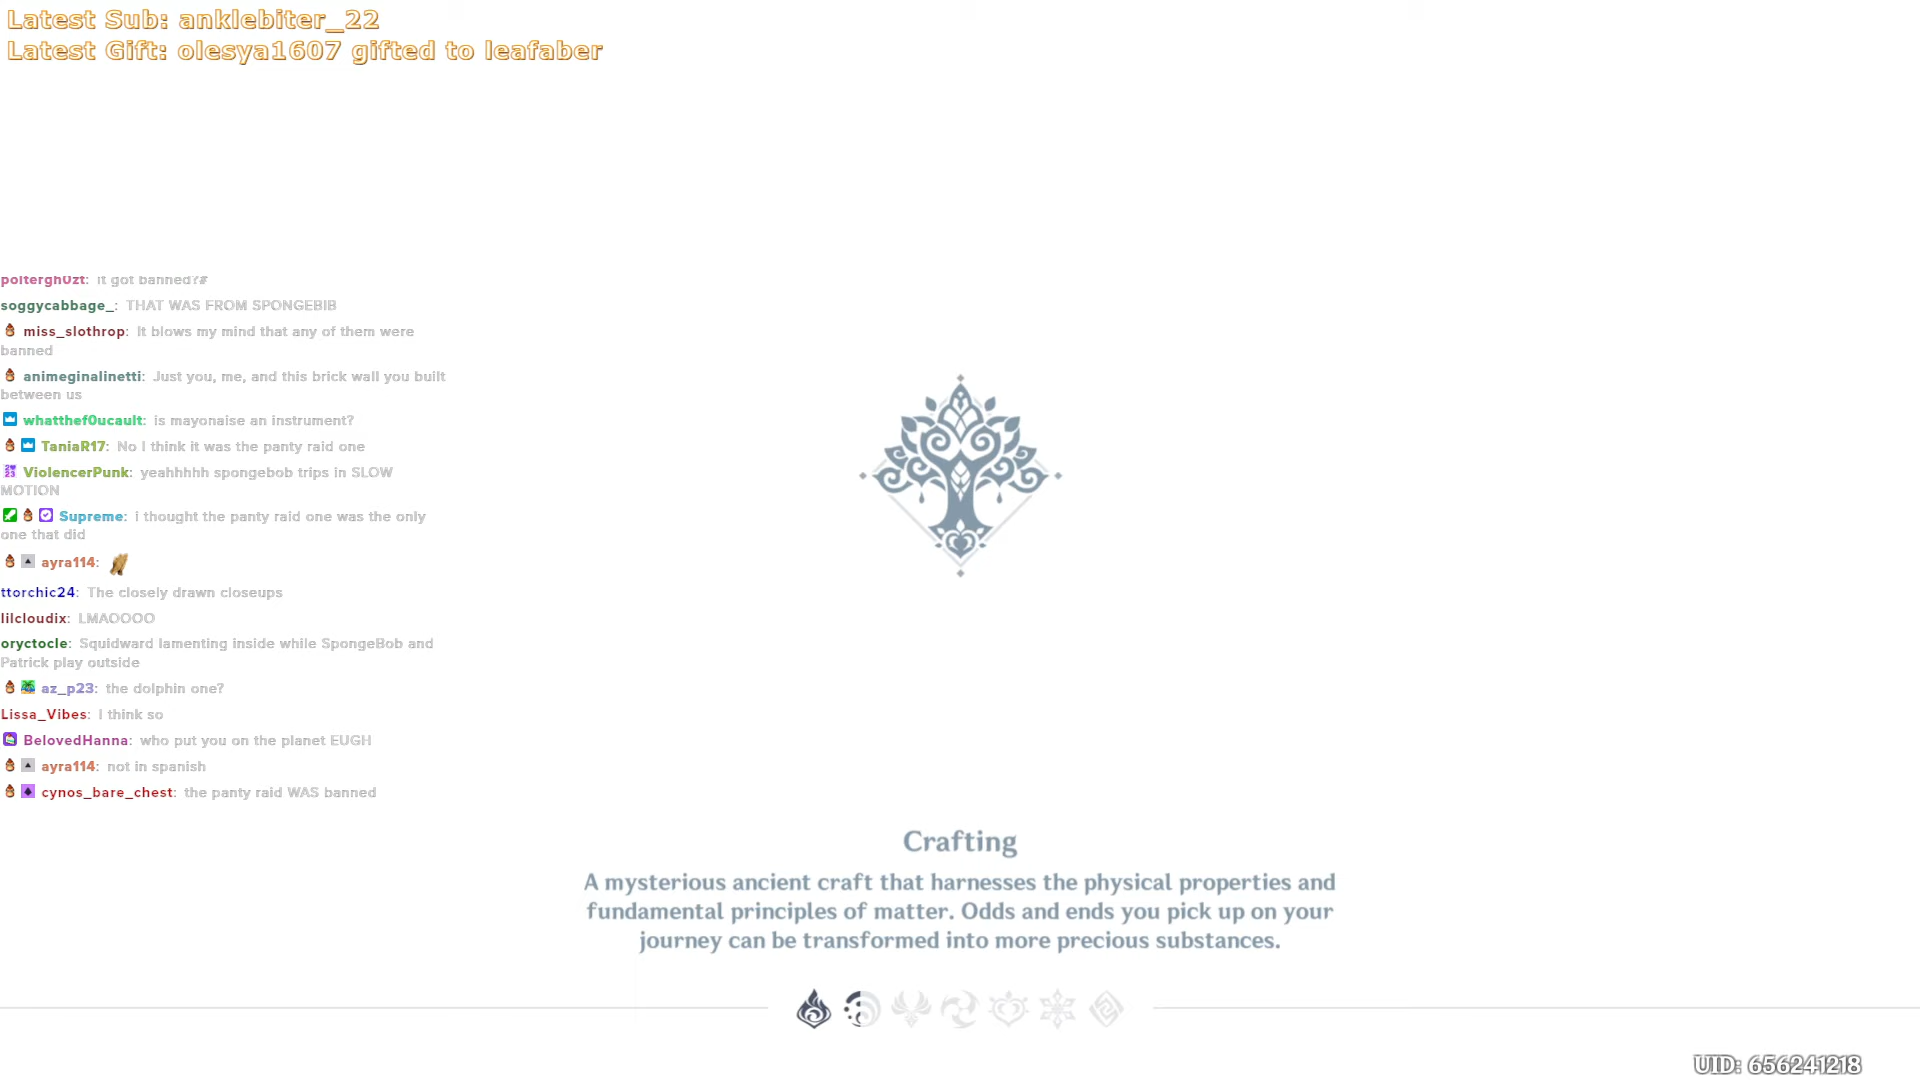 Latest Sub: anklebiter_22
Latest Gift: olesya1607 gifted to leafaber
poltergh0zt: it got banned?#
soggycabbage_: THAT WAS FROM SPONGEBIB
miss_slothrop: It blows my mind that any of them were
banned
animeginalinetti: Just you, me, and this brick wall you built
between us
whatthef0ucault: is mayonaise an instrument?
TaniaR17: No I think it was the panty raid one
ViolencerPunk: yeahhhhh spongebob trips in SLOW
MOTION
Supreme: i thought the panty raid one was the only
one that did
ayra114:
ttorchic24: The closely drawn closeups
lilcloudix: LMAOOOO
oryctocle: Squidward lamenting inside while SpongeBob and
Patrick play outside
az_p23: the dolphin one?
Lissa_Vibes: I think so
BelovedHanna: who put you on the planet EUGH
ayra114: not in spanish
cynos_bare_chest: the panty raid WAS banned
Crafting
A mysterious ancient craft that harnesses the physical properties and
fundamental principles of matter. Odds and ends you pick up on your
journey can be transformed into more precious substances.
UID: 656241218